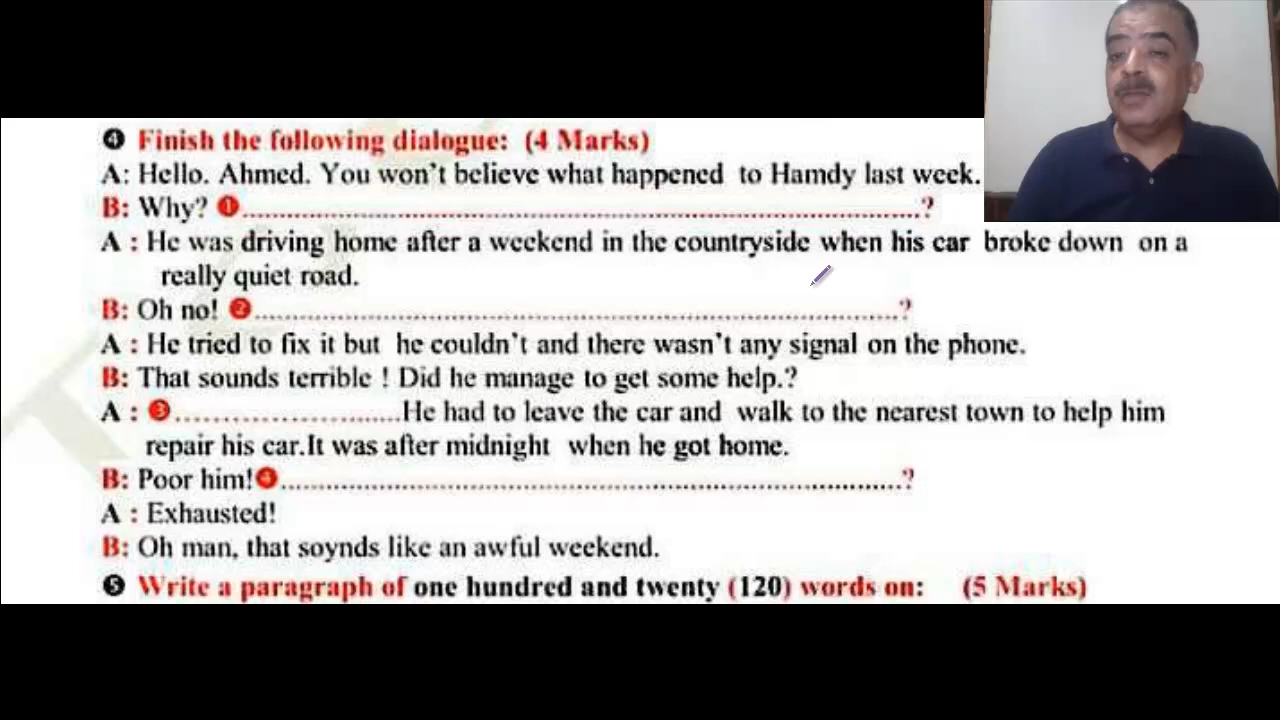 ❹ Finish the following dialogue: (4 Marks)
A: Hello. Ahmed. You won't believe what happened to Hamdy last week.
B: Why? ❶......................................................................................?
A : He was driving home after a weekend in the countryside when his car broke down on a
really quiet road.
B: Oh no! ❷......................................................................................?
A : He tried to fix it but he couldn't and there wasn't any signal on the phone.
B: That sounds terrible ! Did he manage to get some help.?
A : ❸..........................He had to leave the car and walk to the nearest town to help him
repair his car.It was after midnight when he got home.
B: Poor him!❹......................................................................................?
A : Exhausted!
B: Oh man, that soynds like an awful weekend.
❺ Write a paragraph of one hundred and twenty (120) words on: (5 Marks)